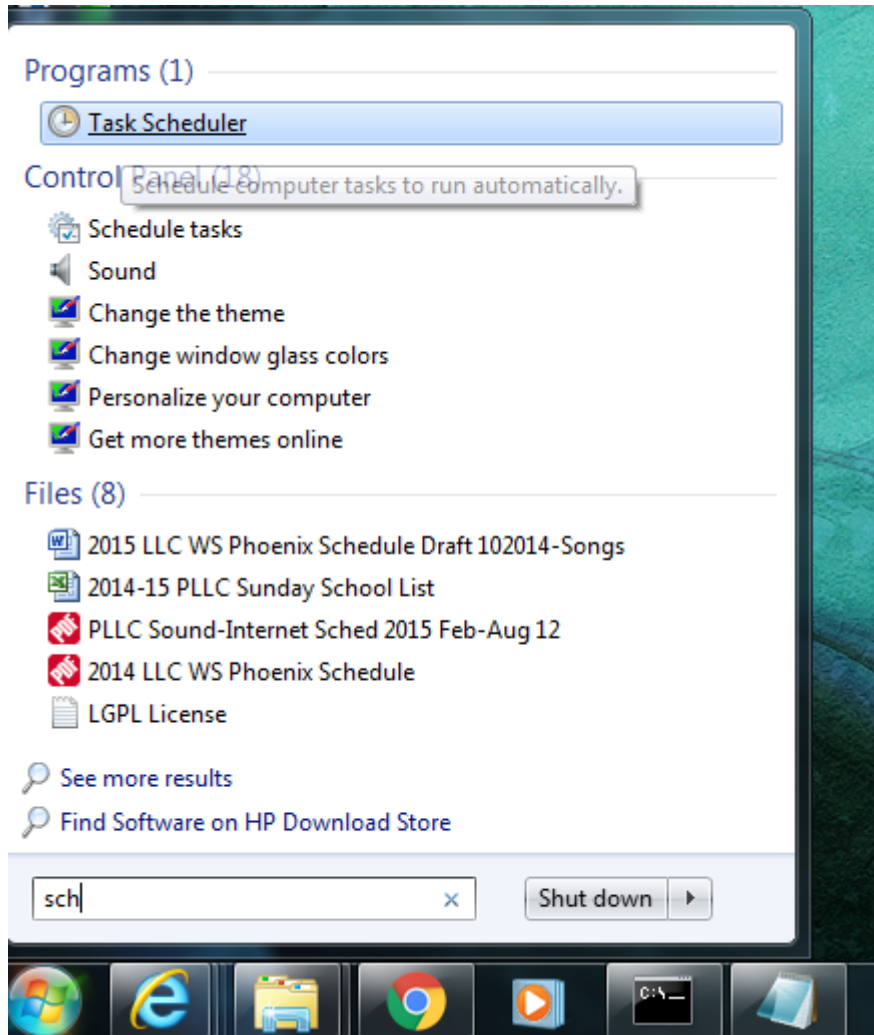 Programs (1)
Task Scheduler
Control Panel (18)
Schedule computer tasks to run automatically.
Schedule tasks
Sound
Change the theme
Change window glass colors
Personalize your computer
Get more themes online
Files (8)
2015 LLC WS Phoenix Schedule Draft 102014-Songs
2014-15 PLLC Sunday School List
PLLC Sound-Internet Sched 2015 Feb-Aug 12
2014 LLC WS Phoenix Schedule
LGPL License
See more results
Find Software on HP Download Store
sch
Shut down
C:\_